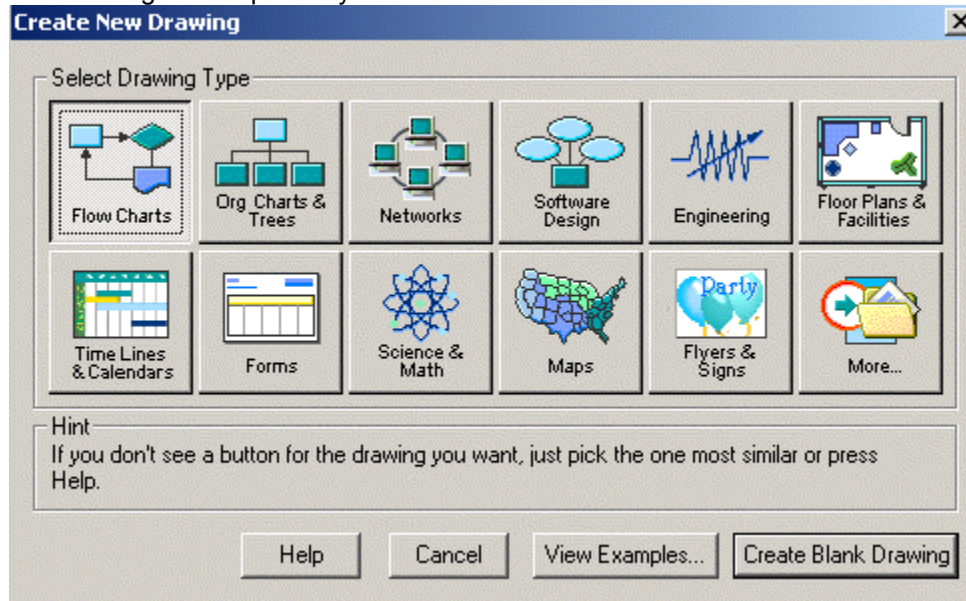 Create New Drawing
Select Drawing Type
Flow Charts
Org Charts &
Trees
Networks
Software
Design
Engineering
Floor Plans &
Facilities
Time Lines
& Calendars
Forms
Science &
Math
Maps
Party
Flyers &
Signs
More...
Hint
If you don't see a button for the drawing you want, just pick the one most similar or press
Help.
Help
Cancel
View Examples...
Create Blank Drawing